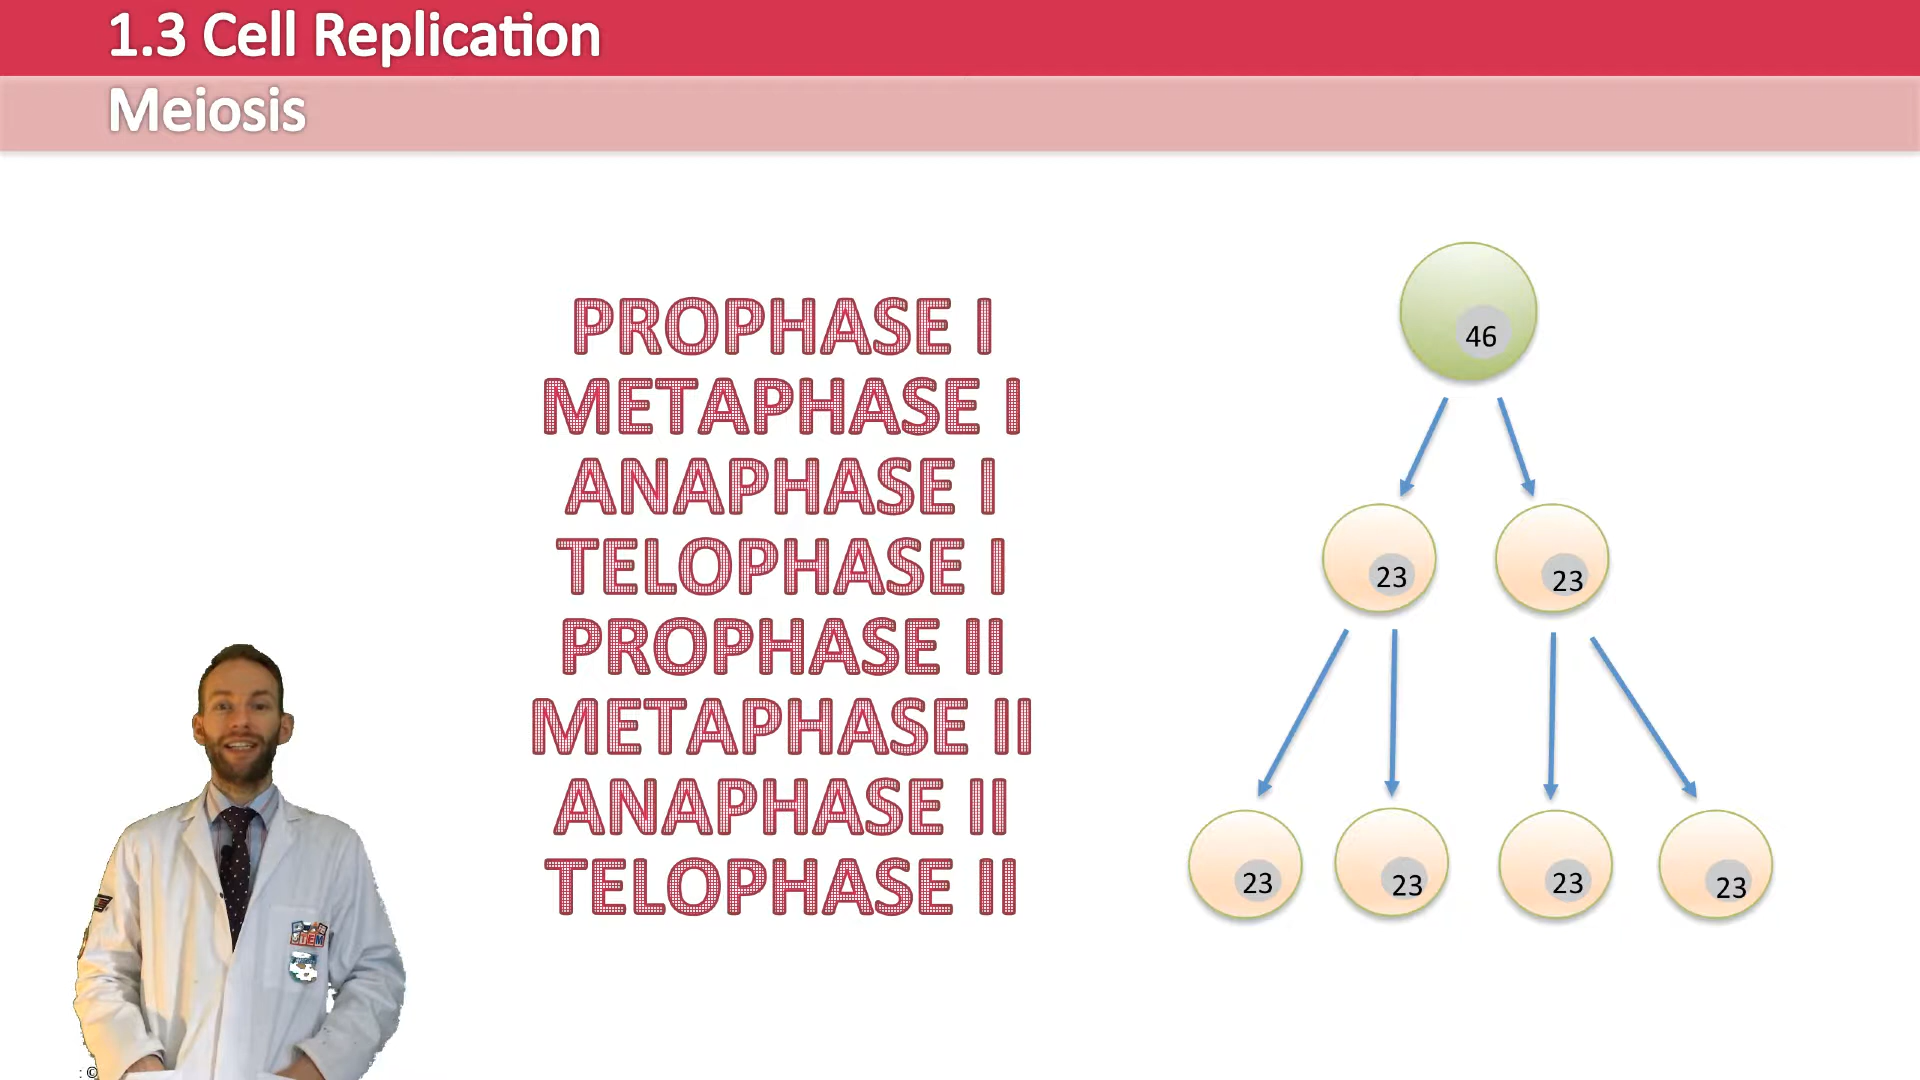 1.3 Cell Replication
Meiosis
PROPHASE I
METAPHASE I
ANAPHASE I
TELOPHASE I
PROPHASE II
METAPHASE II
ANAPHASE II
TELOPHASE II
46
23
23
23
23
23
23
STEM
: ©